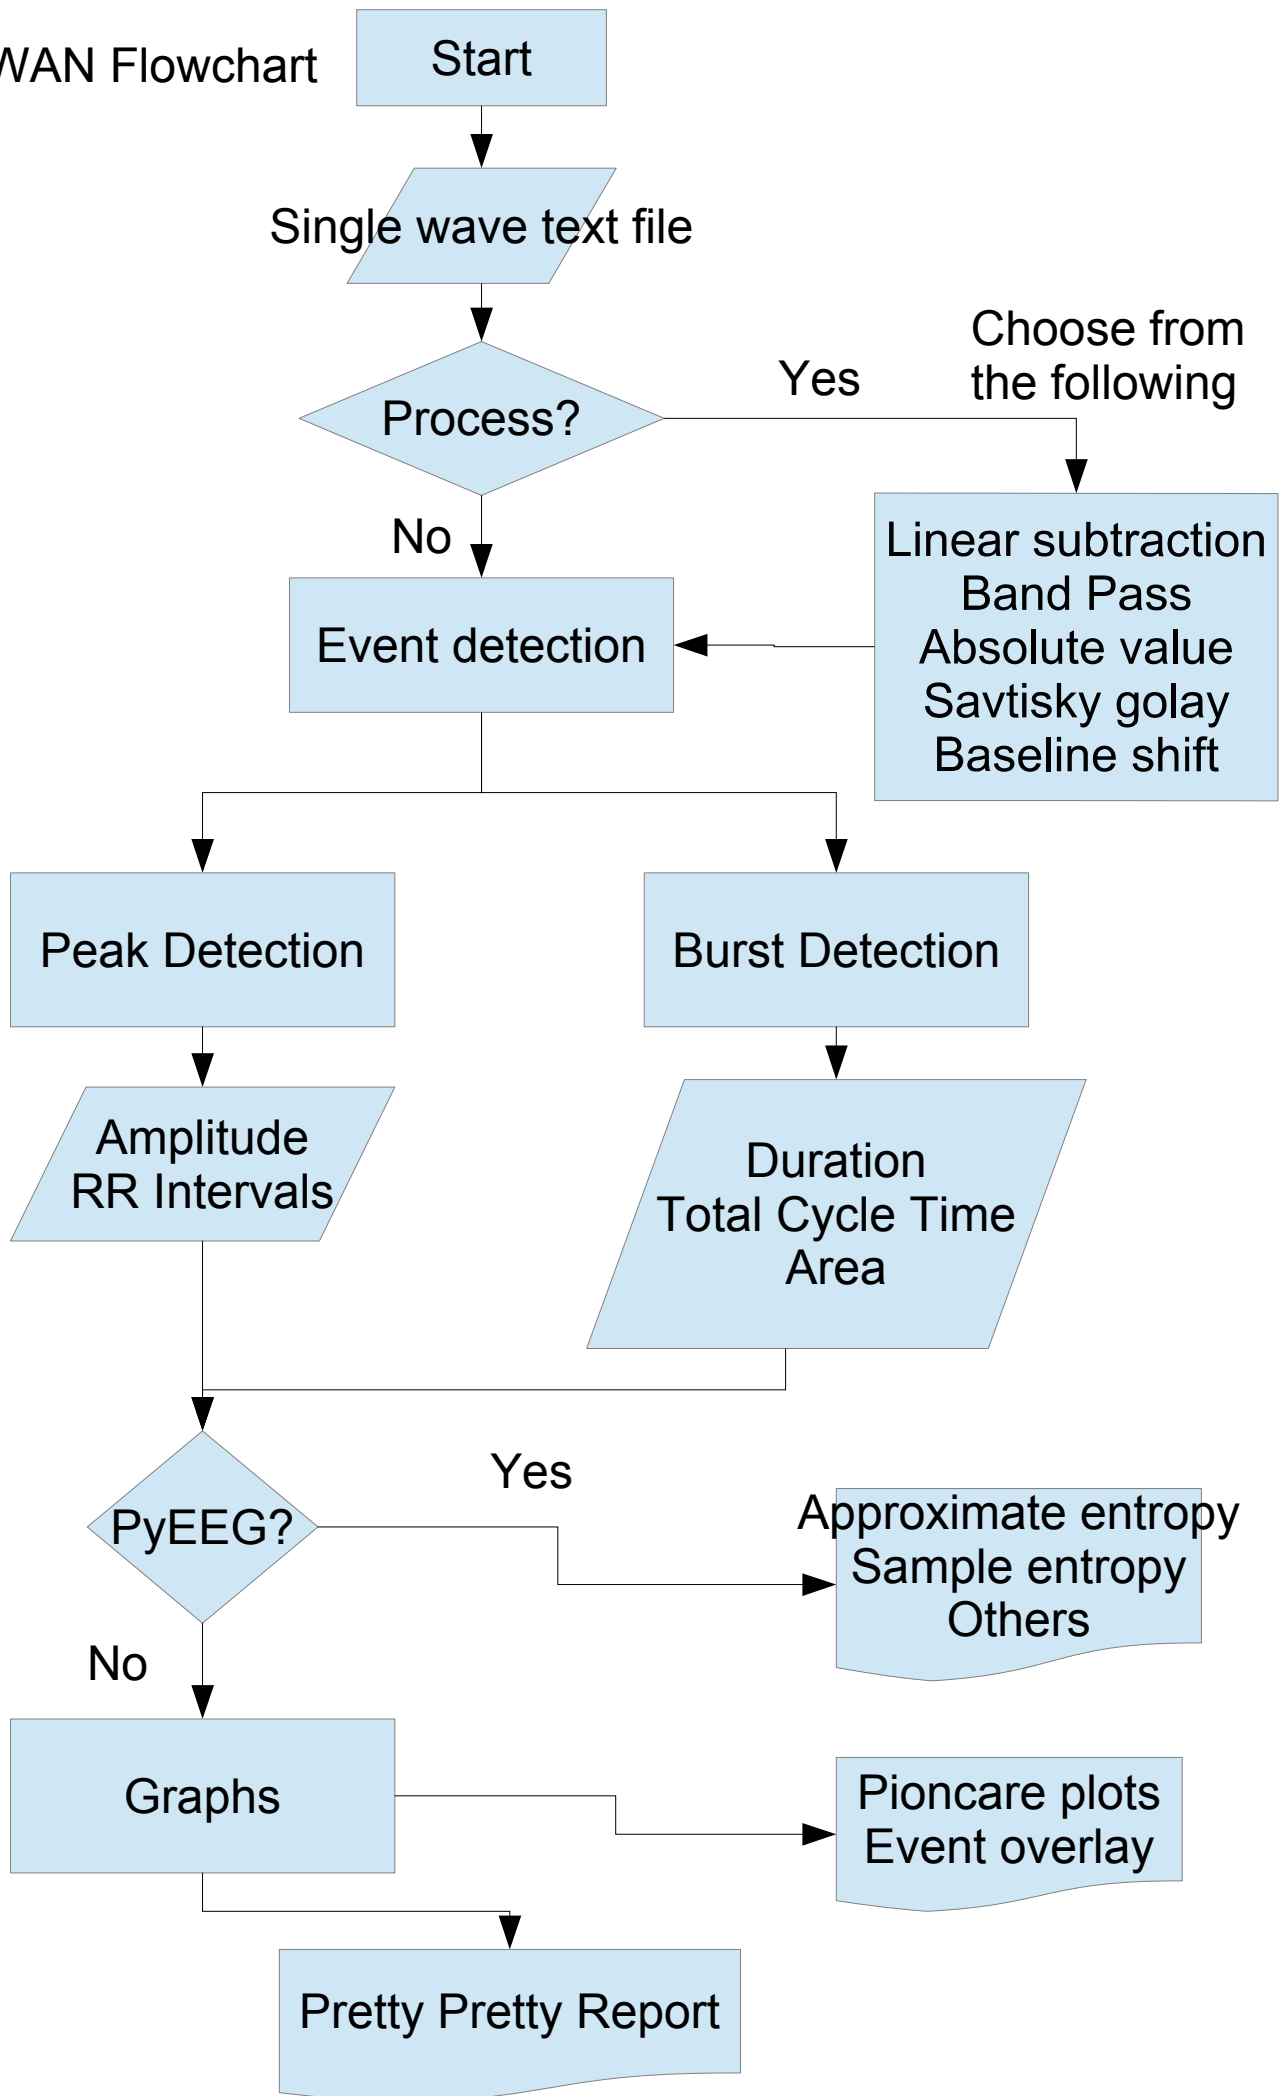 WAN Flowchart
Start
Single wave text file
Process?
Yes
Choose from
the following
No
Linear subtraction
Band Pass
Absolute value
Savtisky golay
Baseline shift
Event detection
Peak Detection
Burst Detection
Amplitude
RR Intervals
Duration
Total Cycle Time
Area
PyEEG?
Yes
Approximate entropy
Sample entropy
Others
No
Graphs
Pioncare plots
Event overlay
Pretty Pretty Report